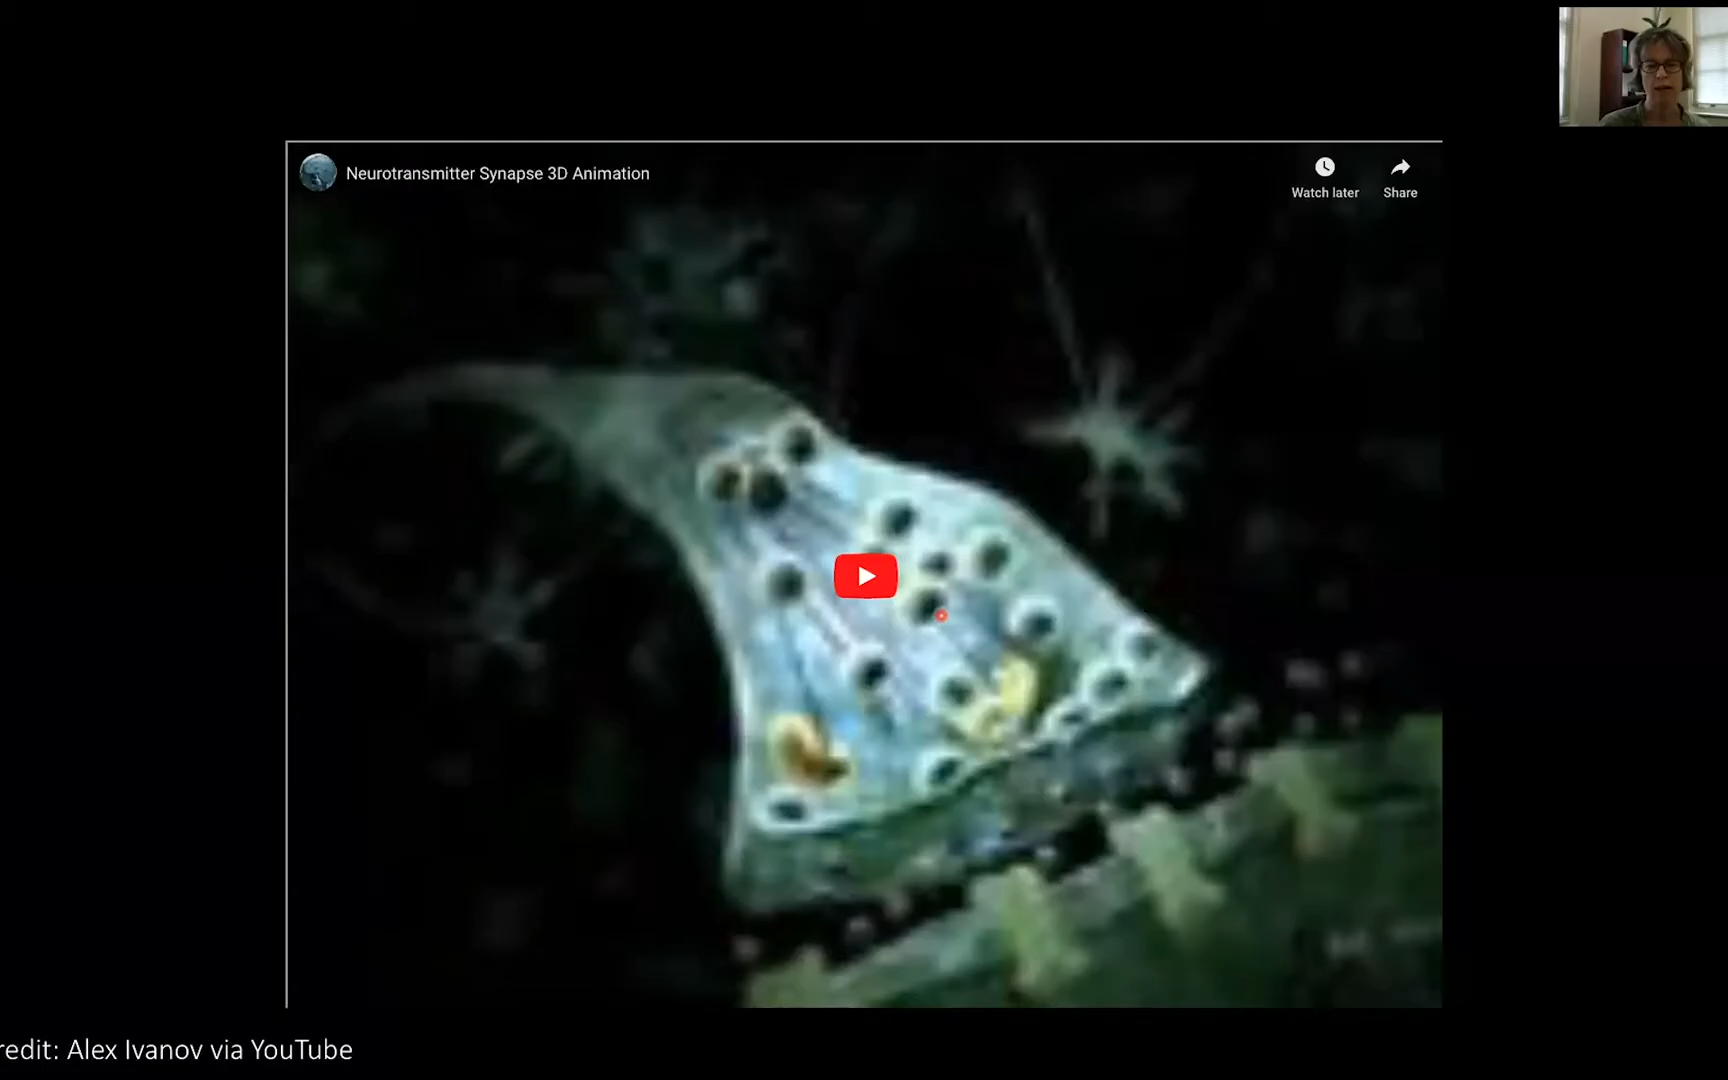 Neurotransmitter Synapse 3D Animation
Watch later
Share
redit: Alex Ivanov via YouTube